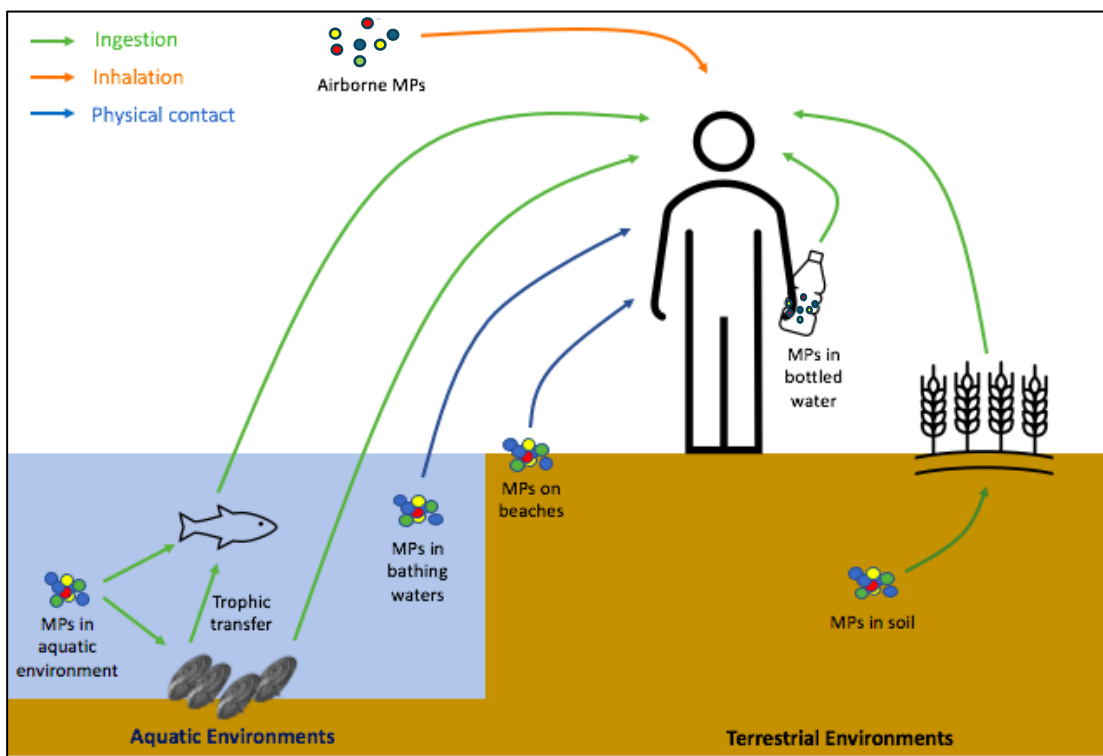 Ingestion
Inhalation
Physical contact
Airborne MPs
MPs in
bottled
water
MPs on
beaches
MPs in
bathing
waters
Trophic
transfer
MPs in
aquatic
environment
MPs in soil
Aquatic Environments
Terrestrial Environments